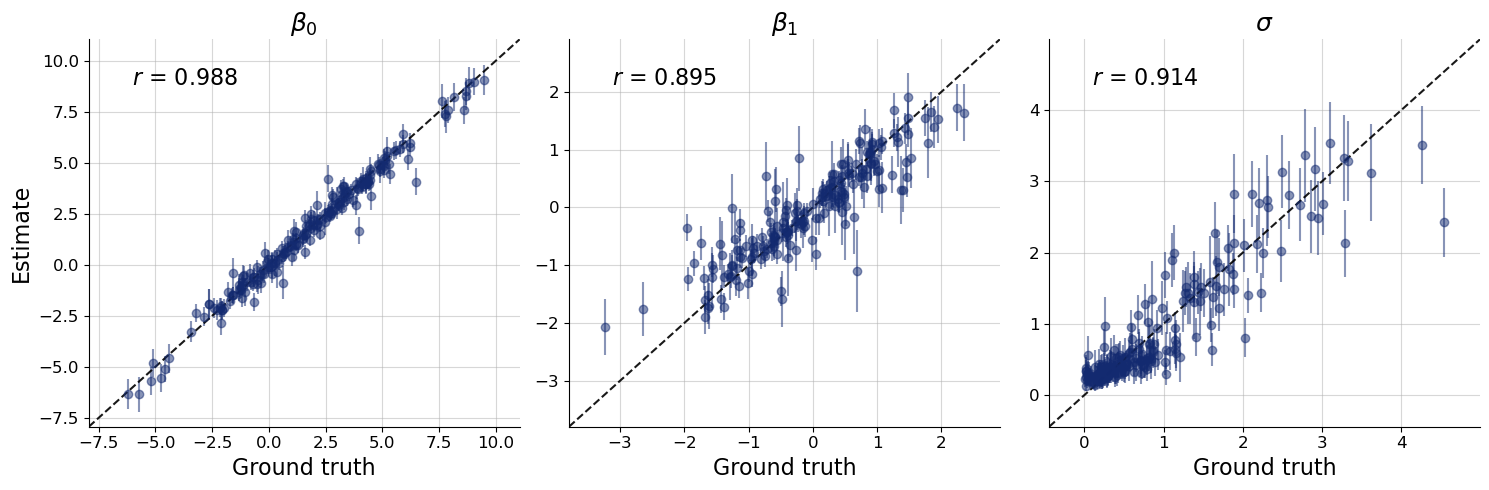 β₀
r = 0.988
Estimate
10.0
7.5
5.0
2.5
0.0
−2.5
−5.0
−7.5
−7.5 −5.0 −2.5 0.0 2.5 5.0 7.5 10.0
Ground truth
β₁
r = 0.895
2
1
0
−1
−2
−3
−3 −2 −1 0 1 2
Ground truth
σ
r = 0.914
4
3
2
1
0
0 1 2 3 4
Ground truth